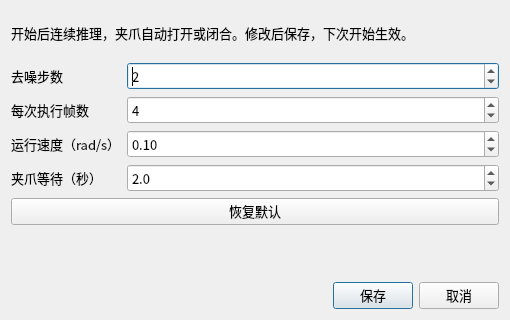 开始后连续推理，夹爪自动打开或闭合。修改后保存，下次开始生效。
去噪步数 2
每次执行帧数 4
运行速度（rad/s） 0.10
夹爪等待（秒） 2.0
恢复默认
保存 取消